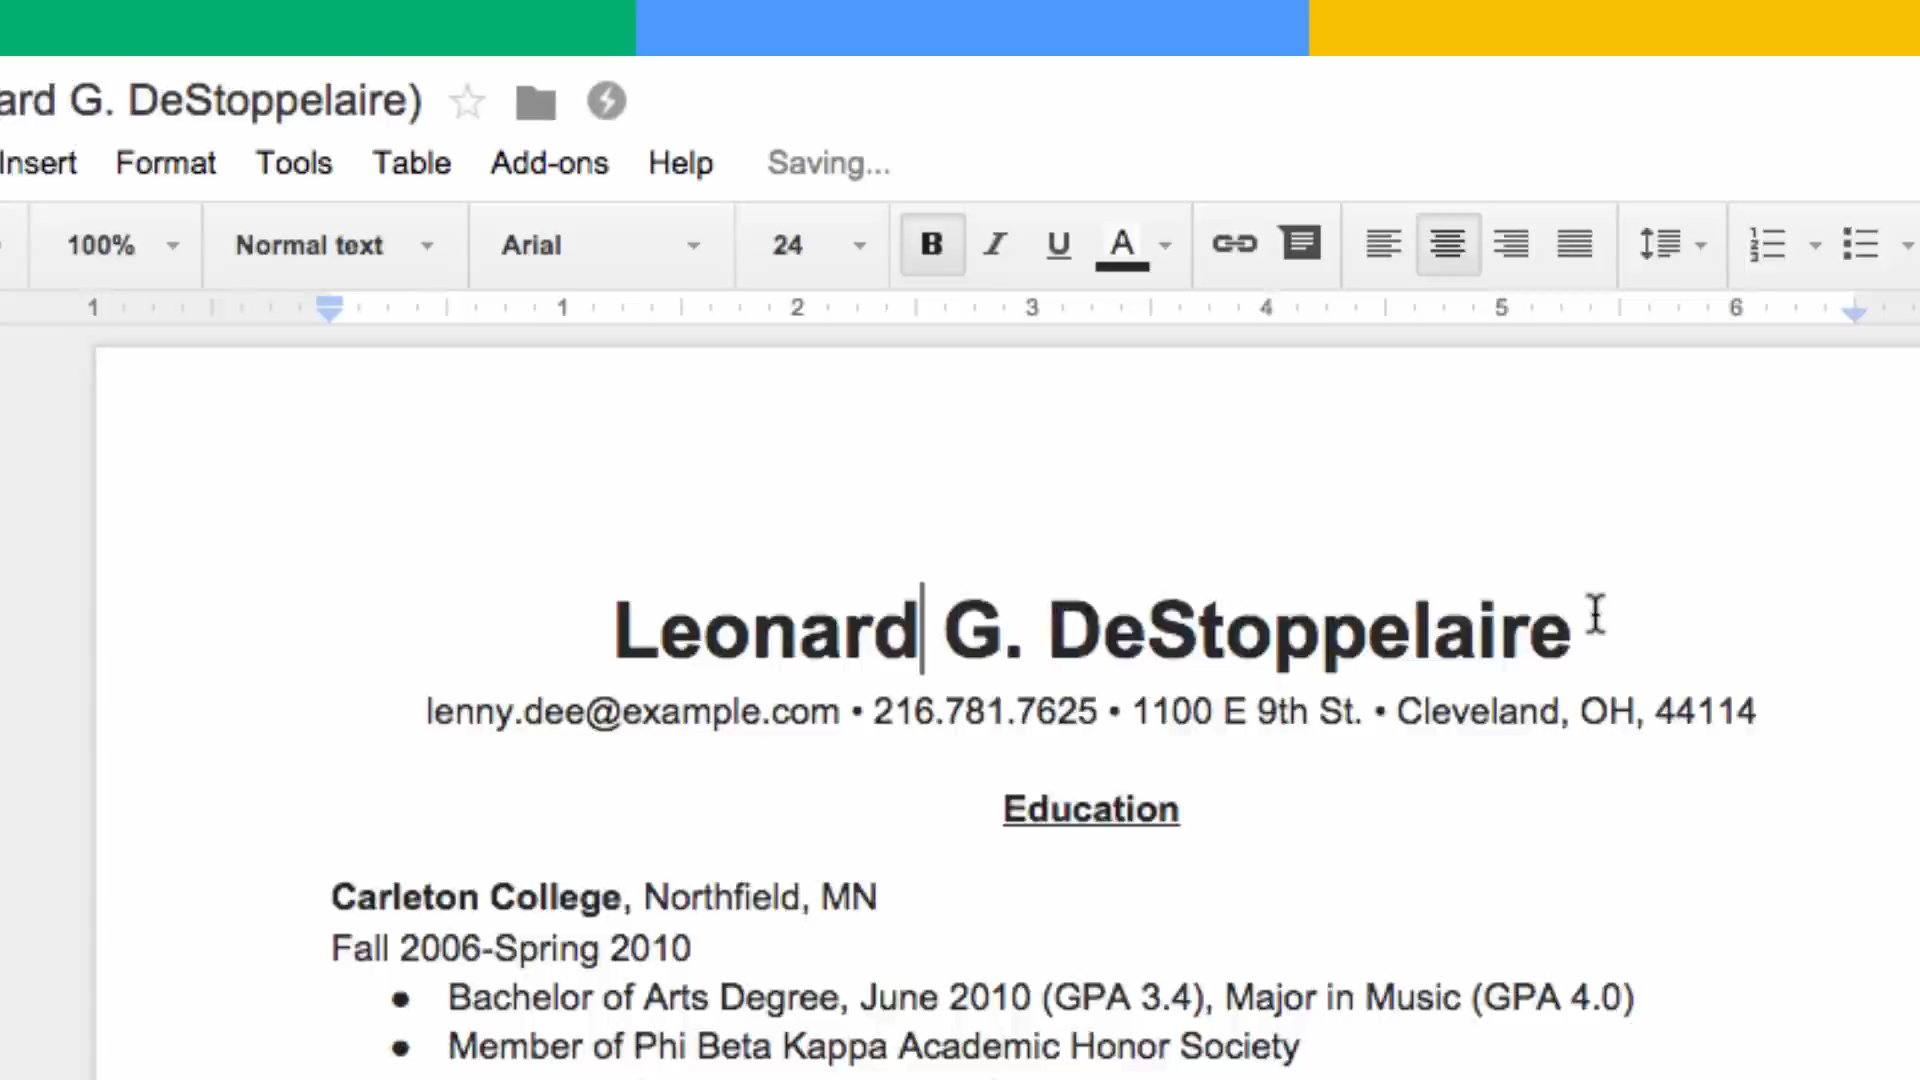 ard G. DeStoppelaire)
Insert Format Tools Table Add-ons Help Saving...
100% Normal text Arial 24 B I U A
1 1 2 3 4 5 6
Leonard G. DeStoppelaire
lenny.dee@example.com • 216.781.7625 • 1100 E 9th St. • Cleveland, OH, 44114
Education
Carleton College, Northfield, MN
Fall 2006-Spring 2010
● Bachelor of Arts Degree, June 2010 (GPA 3.4), Major in Music (GPA 4.0)
● Member of Phi Beta Kappa Academic Honor Society